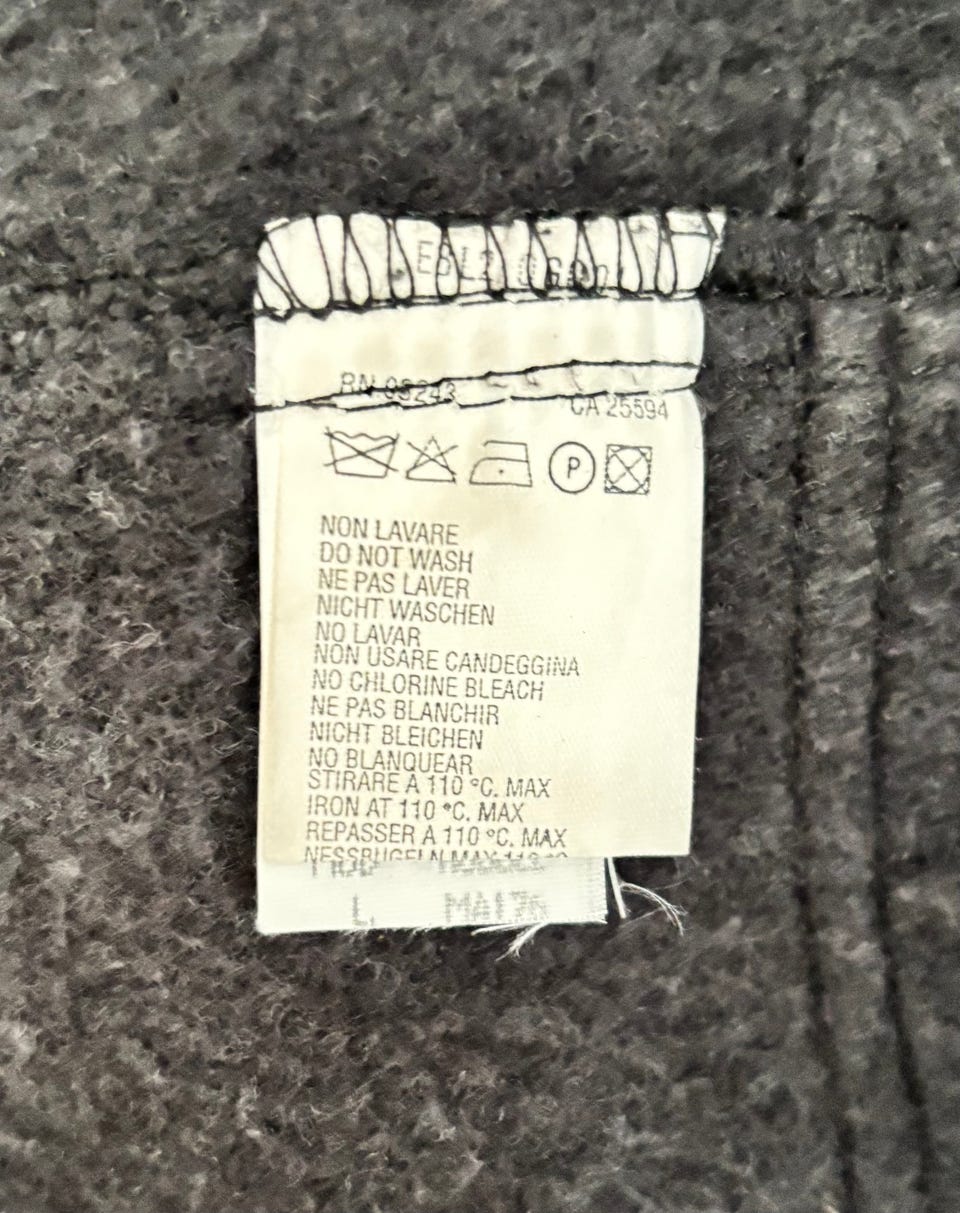 RN 05243
CA 25594
P
NON LAVARE
DO NOT WASH
NE PAS LAVER
NICHT WASCHEN
NO LAVAR
NON USARE CANDEGGINA
NO CHLORINE BLEACH
NE PAS BLANCHIR
NICHT BLEICHEN
NO BLANQUEAR
STIRARE A 110 °C. MAX
IRON AT 110 °C. MAX
REPASSER A 110 °C. MAX
MAX
L MA176